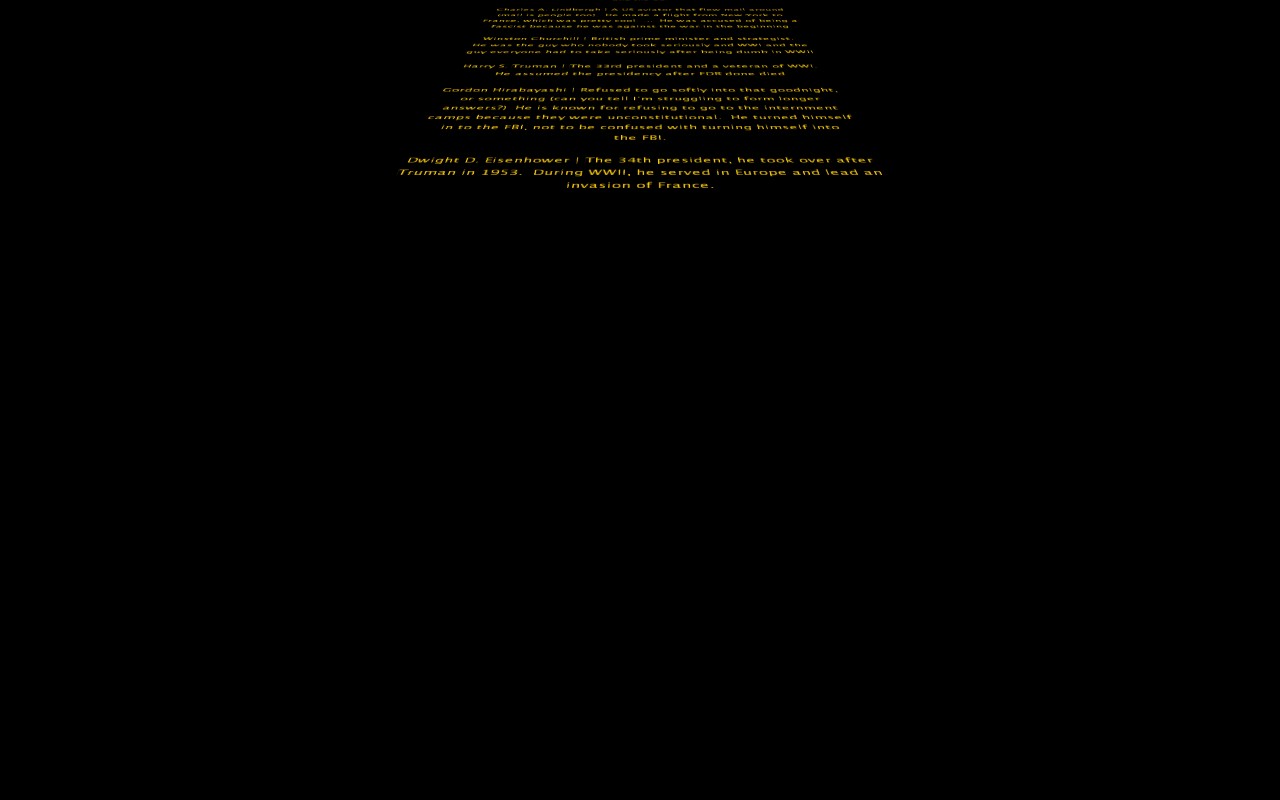 Charles A. Lindbergh | A US aviator that flew mail around
(mail is people too). He made a flight from New York to
France, which was pretty cool ... He was accused of being a
Fascist because he was against the war in the beginning
Winston Churchill | British prime minister and strategist.
He was the guy who nobody took seriously and WWI and the
guy everyone had to take seriously after being dumb in WWII
Harry S. Truman | The 33rd president and a veteran of WWI.
He assumed the presidency after FDR done died
Gordon Hirabayashi | Refused to go softly into that goodnight,
or something (can you tell I'm struggling to form longer
answers?) He is known for refusing to go to the internment
camps because they were unconstitutional. He turned himself
in to the FBI, not to be confused with turning himself into
the FBI.
Dwight D. Eisenhower | The 34th president, he took over after
Truman in 1953. During WWII, he served in Europe and lead an
invasion of France.